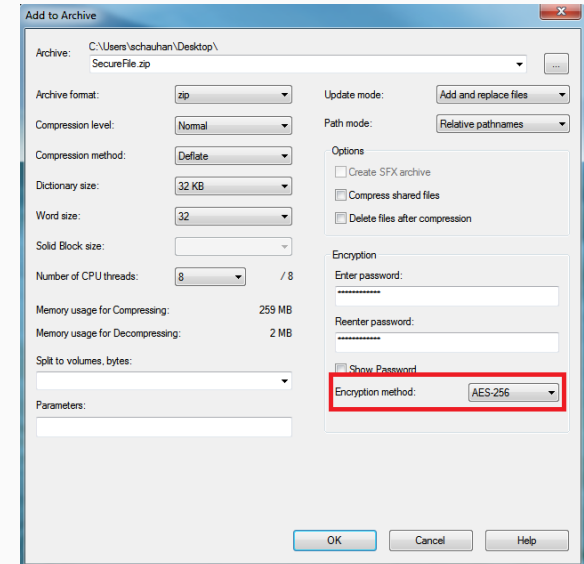 Add to Archive
Archive:
C:\Users\schauhan\Desktop\
SecureFile.zip
...
Archive format:
zip
Compression level:
Normal
Compression method:
Deflate
Dictionary size:
32 KB
Word size:
32
Solid Block size:
Number of CPU threads:
8
/ 8
Memory usage for Compressing:
259 MB
Memory usage for Decompressing:
2 MB
Split to volumes, bytes:
Parameters:
Update mode:
Add and replace files
Path mode:
Relative pathnames
Options
Create SFX archive
Compress shared files
Delete files after compression
Encryption
Enter password:
************
Reenter password:
************
Show Password
Encryption method:
AES-256
OK
Cancel
Help